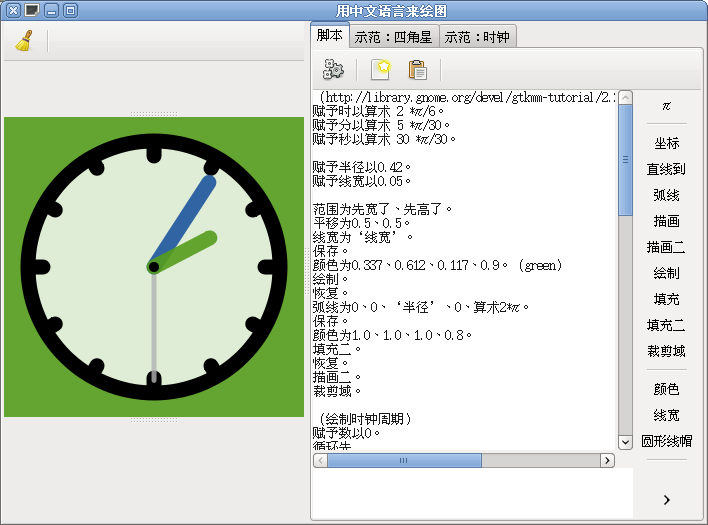 用中文语言来绘图
脚本
示范：四角星
示范：时钟
(http://library.gnome.org/devel/gtkmm-tutorial/2.
赋予时以算术 2 *π/6。
赋予分以算术 5 *π/30。
赋予秒以算术 30 *π/30。
赋予半径以0.42。
赋予线宽以0.05。
范围为先宽了、先高了。
平移为0.5、0.5。
线宽为‘线宽’。
保存。
颜色为0.337、0.612、0.117、0.9。 (green)
绘制。
恢复。
弧线为0、0、‘半径’、0、算术2*π。
保存。
颜色为1.0、1.0、1.0、0.8。
填充二。
恢复。
描画二。
裁剪域。
(绘制时钟周期)
赋予数以0。
循环先
π
坐标
直线到
弧线
描画
描画二
绘制
填充
填充二
裁剪域
颜色
线宽
圆形线帽